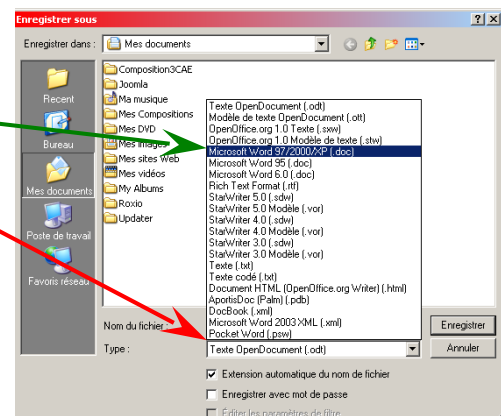 Enregistrer sous
Enregistrer dans :
Mes documents
Recent
Bureau
Mes documents
Poste de travail
Favoris réseau
Composition3CAE
Joomla
Ma musique
Mes Compositions
Mes DVD
Mes images
Mes sites Web
Mes vidéos
My Albums
Roxio
Updater
Texte OpenDocument (.odt)
Modèle de texte OpenDocument (.ott)
OpenOffice.org 1.0 Texte (.sxw)
OpenOffice.org 1.0 Modèle de texte (.stw)
Microsoft Word 97/2000/XP (.doc)
Microsoft Word 95 (.doc)
Microsoft Word 6.0 (.doc)
Rich Text Format (.rtf)
StarWriter 5.0 (.sdw)
StarWriter 5.0 Modèle (.vor)
StarWriter 4.0 (.sdw)
StarWriter 4.0 Modèle (.vor)
StarWriter 3.0 (.sdw)
StarWriter 3.0 Modèle (.vor)
Texte (.txt)
Texte codé (.txt)
Document HTML (OpenOffice.org Writer) (.html)
AportisDoc (Palm) (.pdb)
DocBook (.xml)
Microsoft Word 2003 XML (.xml)
Pocket Word (.psw)
Nom du fichier :
Enregistrer
Type :
Texte OpenDocument (.odt)
Annuler
Extension automatique du nom de fichier
Enregistrer avec mot de passe
Éditer les paramètres de filtre